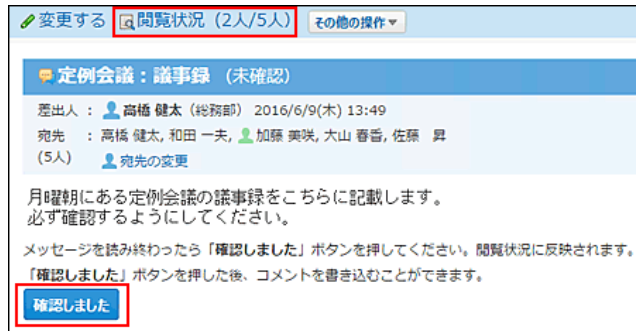 変更する 閲覧状況（2人/5人） その他の操作▼
定例会議：議事録 （未確認）
差出人 ： 高橋 健太（総務部） 2016/6/9(木) 13:49
宛先 ： 高橋 健太, 和田 一夫, 加藤 美咲, 大山 春香, 佐藤 昇
(5人) 宛先の変更
月曜朝にある定例会議の議事録をこちらに記載します。
必ず確認するようにしてください。
メッセージを読み終わったら「確認しました」ボタンを押してください。閲覧状況に反映されます。
「確認しました」ボタンを押した後、コメントを書き込むことができます。
確認しました